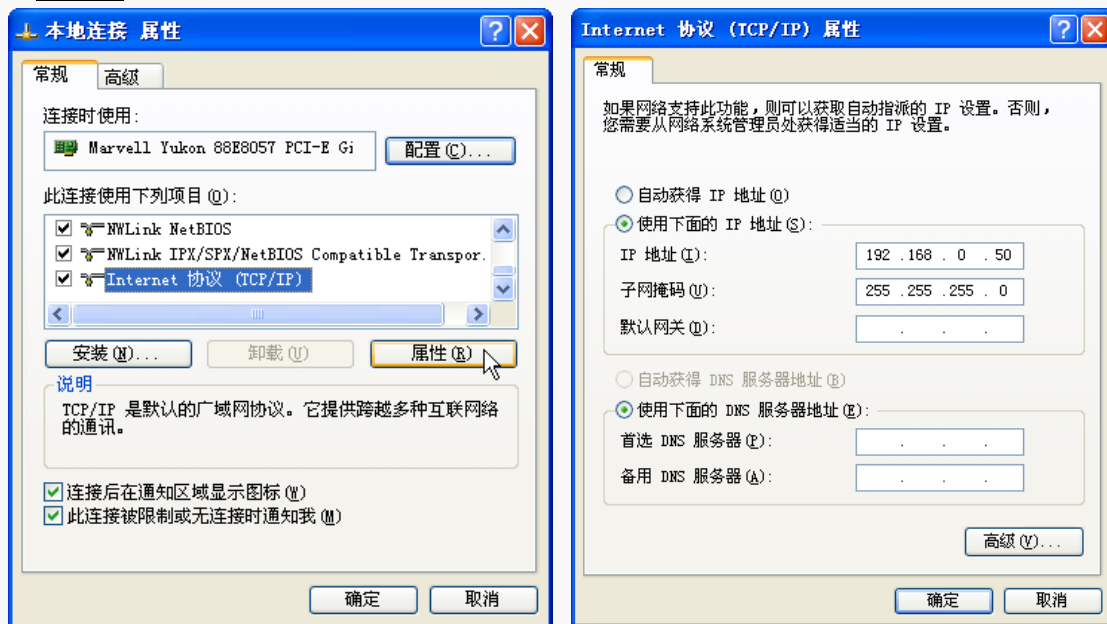 本地连接 属性
常规
高级
连接时使用:
Marvell Yukon 88E8057 PCI-E Gi
配置(C)...
此连接使用下列项目(O):
NWLink NetBIOS
NWLink IPX/SPX/NetBIOS Compatible Transpor.
Internet 协议 (TCP/IP)
安装(N)...
卸载(U)
属性(R)
说明
TCP/IP 是默认的广域网协议。它提供跨越多种互联网络
的通讯。
连接后在通知区域显示图标(W)
此连接被限制或无连接时通知我(M)
确定
取消
Internet 协议 (TCP/IP) 属性
常规
如果网络支持此功能，则可以获取自动指派的 IP 设置。否则，
您需要从网络系统管理员处获得适当的 IP 设置。
自动获得 IP 地址(O)
使用下面的 IP 地址(S):
IP 地址(I):
192 .168 . 0 . 50
子网掩码(U):
255 .255 .255 . 0
默认网关(D):
. . .
自动获得 DNS 服务器地址(B)
使用下面的 DNS 服务器地址(E):
首选 DNS 服务器(P):
. . .
备用 DNS 服务器(A):
. . .
高级(V)...
确定
取消